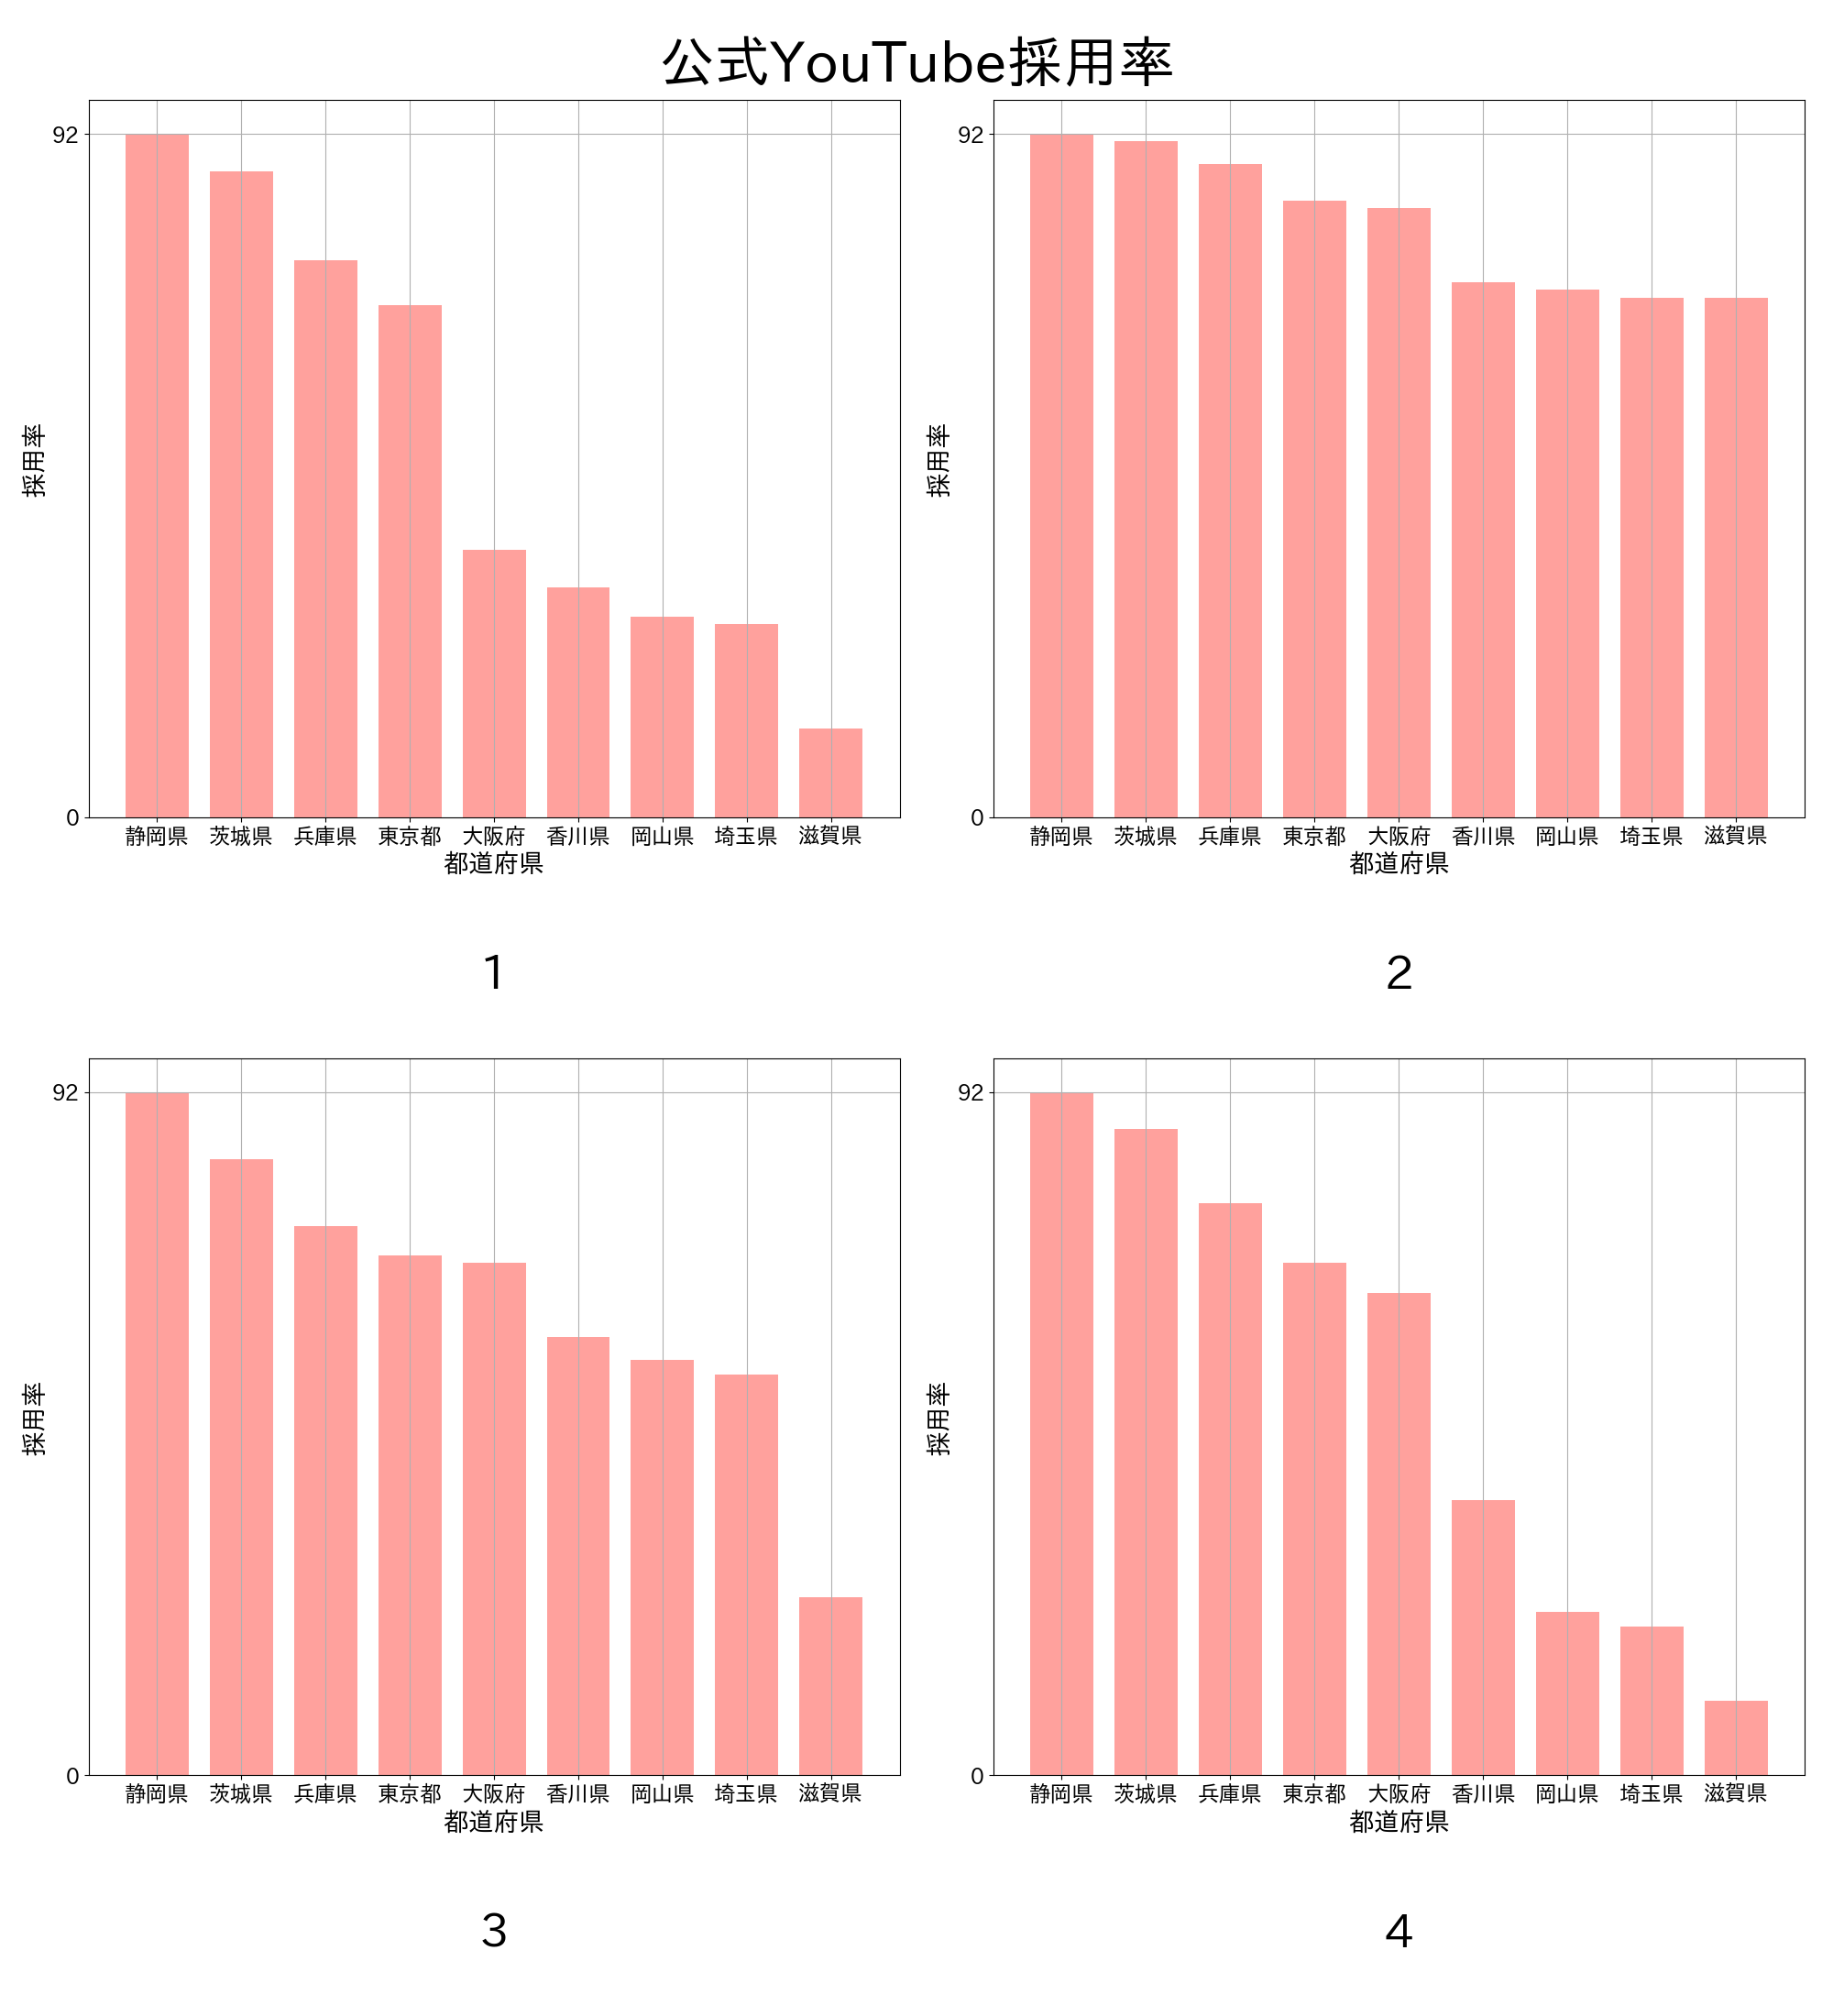 公式YouTube採用率
92
0
採用率
静岡県 茨城県 兵庫県 東京都 大阪府 香川県 岡山県 埼玉県 滋賀県
都道府県
1
92
0
採用率
静岡県 茨城県 兵庫県 東京都 大阪府 香川県 岡山県 埼玉県 滋賀県
都道府県
2
92
0
採用率
静岡県 茨城県 兵庫県 東京都 大阪府 香川県 岡山県 埼玉県 滋賀県
都道府県
3
92
0
採用率
静岡県 茨城県 兵庫県 東京都 大阪府 香川県 岡山県 埼玉県 滋賀県
都道府県
4